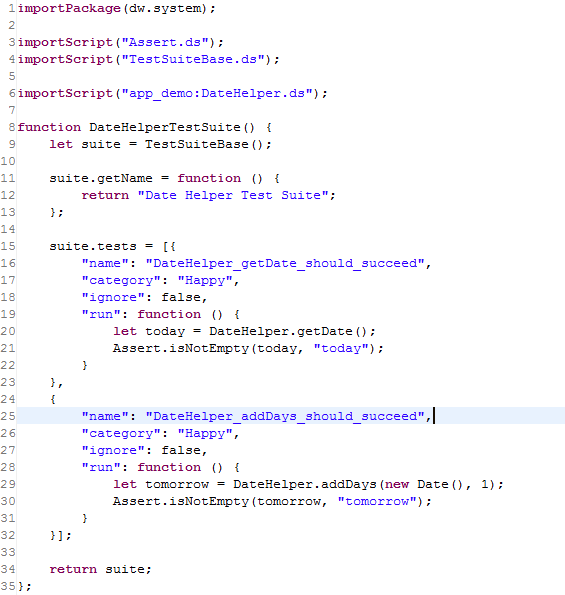 1 importPackage(dw.system);
2
3 importScript("Assert.ds");
4 importScript("TestSuiteBase.ds");
5
6 importScript("app_demo:DateHelper.ds");
7
8 function DateHelperTestSuite() {
9     let suite = TestSuiteBase();
10
11     suite.getName = function () {
12         return "Date Helper Test Suite";
13     };
14
15     suite.tests = [{
16         "name": "DateHelper_getDate_should_succeed",
17         "category": "Happy",
18         "ignore": false,
19         "run": function () {
20             let today = DateHelper.getDate();
21             Assert.isNotEmpty(today, "today");
22         }
23     },
24     {
25         "name": "DateHelper_addDays_should_succeed",
26         "category": "Happy",
27         "ignore": false,
28         "run": function () {
29             let tomorrow = DateHelper.addDays(new Date(), 1);
30             Assert.isNotEmpty(tomorrow, "tomorrow");
31         }
32     }];
33
34     return suite;
35 };